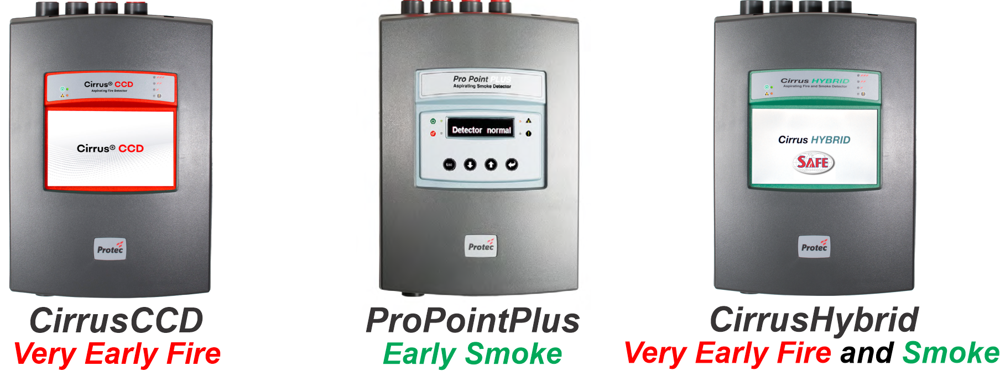 Cirrus® CCD
Aspirating Fire Detector
Cirrus® CCD
Protec
CirrusCCD
Very Early Fire
Pro Point PLUS
Aspirating Smoke Detector
Detector normal
Esc
Protec
ProPointPlus
Early Smoke
Cirrus HYBRID
Aspirating Fire and Smoke Detector
Cirrus HYBRID
SAFE
Protec
CirrusHybrid
Very Early Fire and Smoke